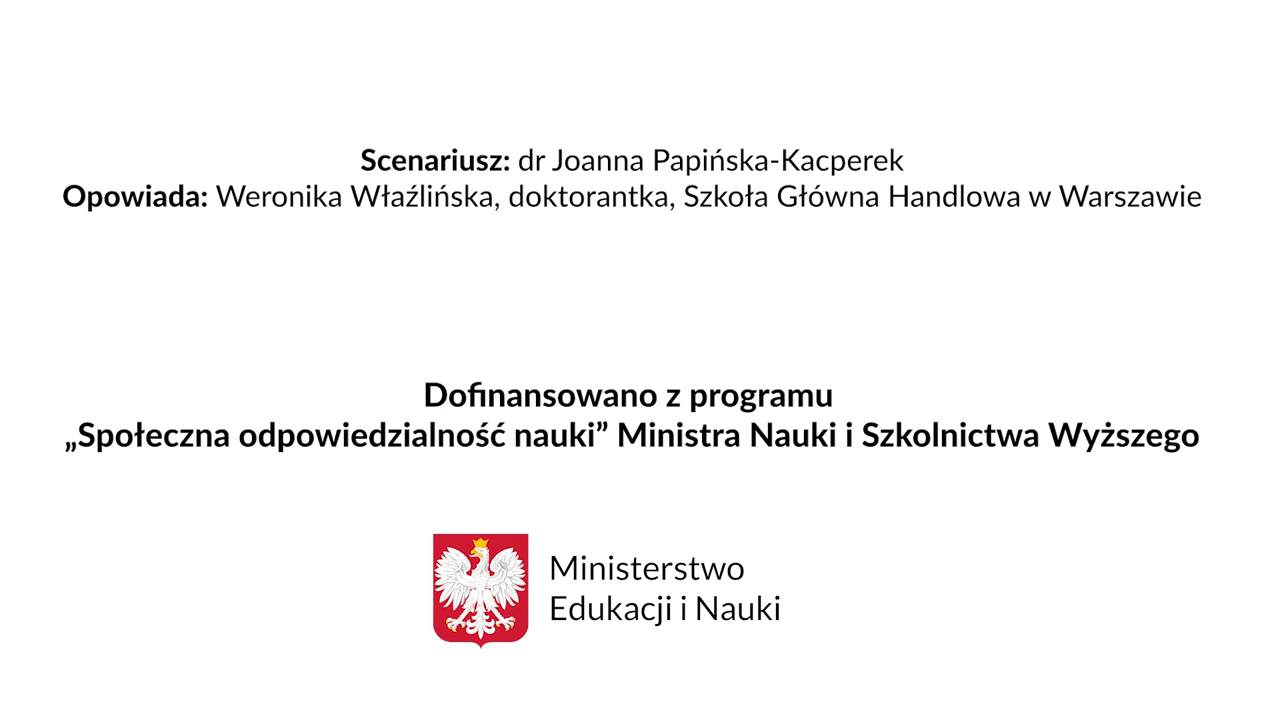 Scenariusz: dr Joanna Papińska-Kacperek
Opowiada: Weronika Właźlińska, doktorantka, Szkoła Główna Handlowa w Warszawie
Dofinansowano z programu
„Społeczna odpowiedzialność nauki” Ministra Nauki i Szkolnictwa Wyższego
Ministerstwo
Edukacji i Nauki